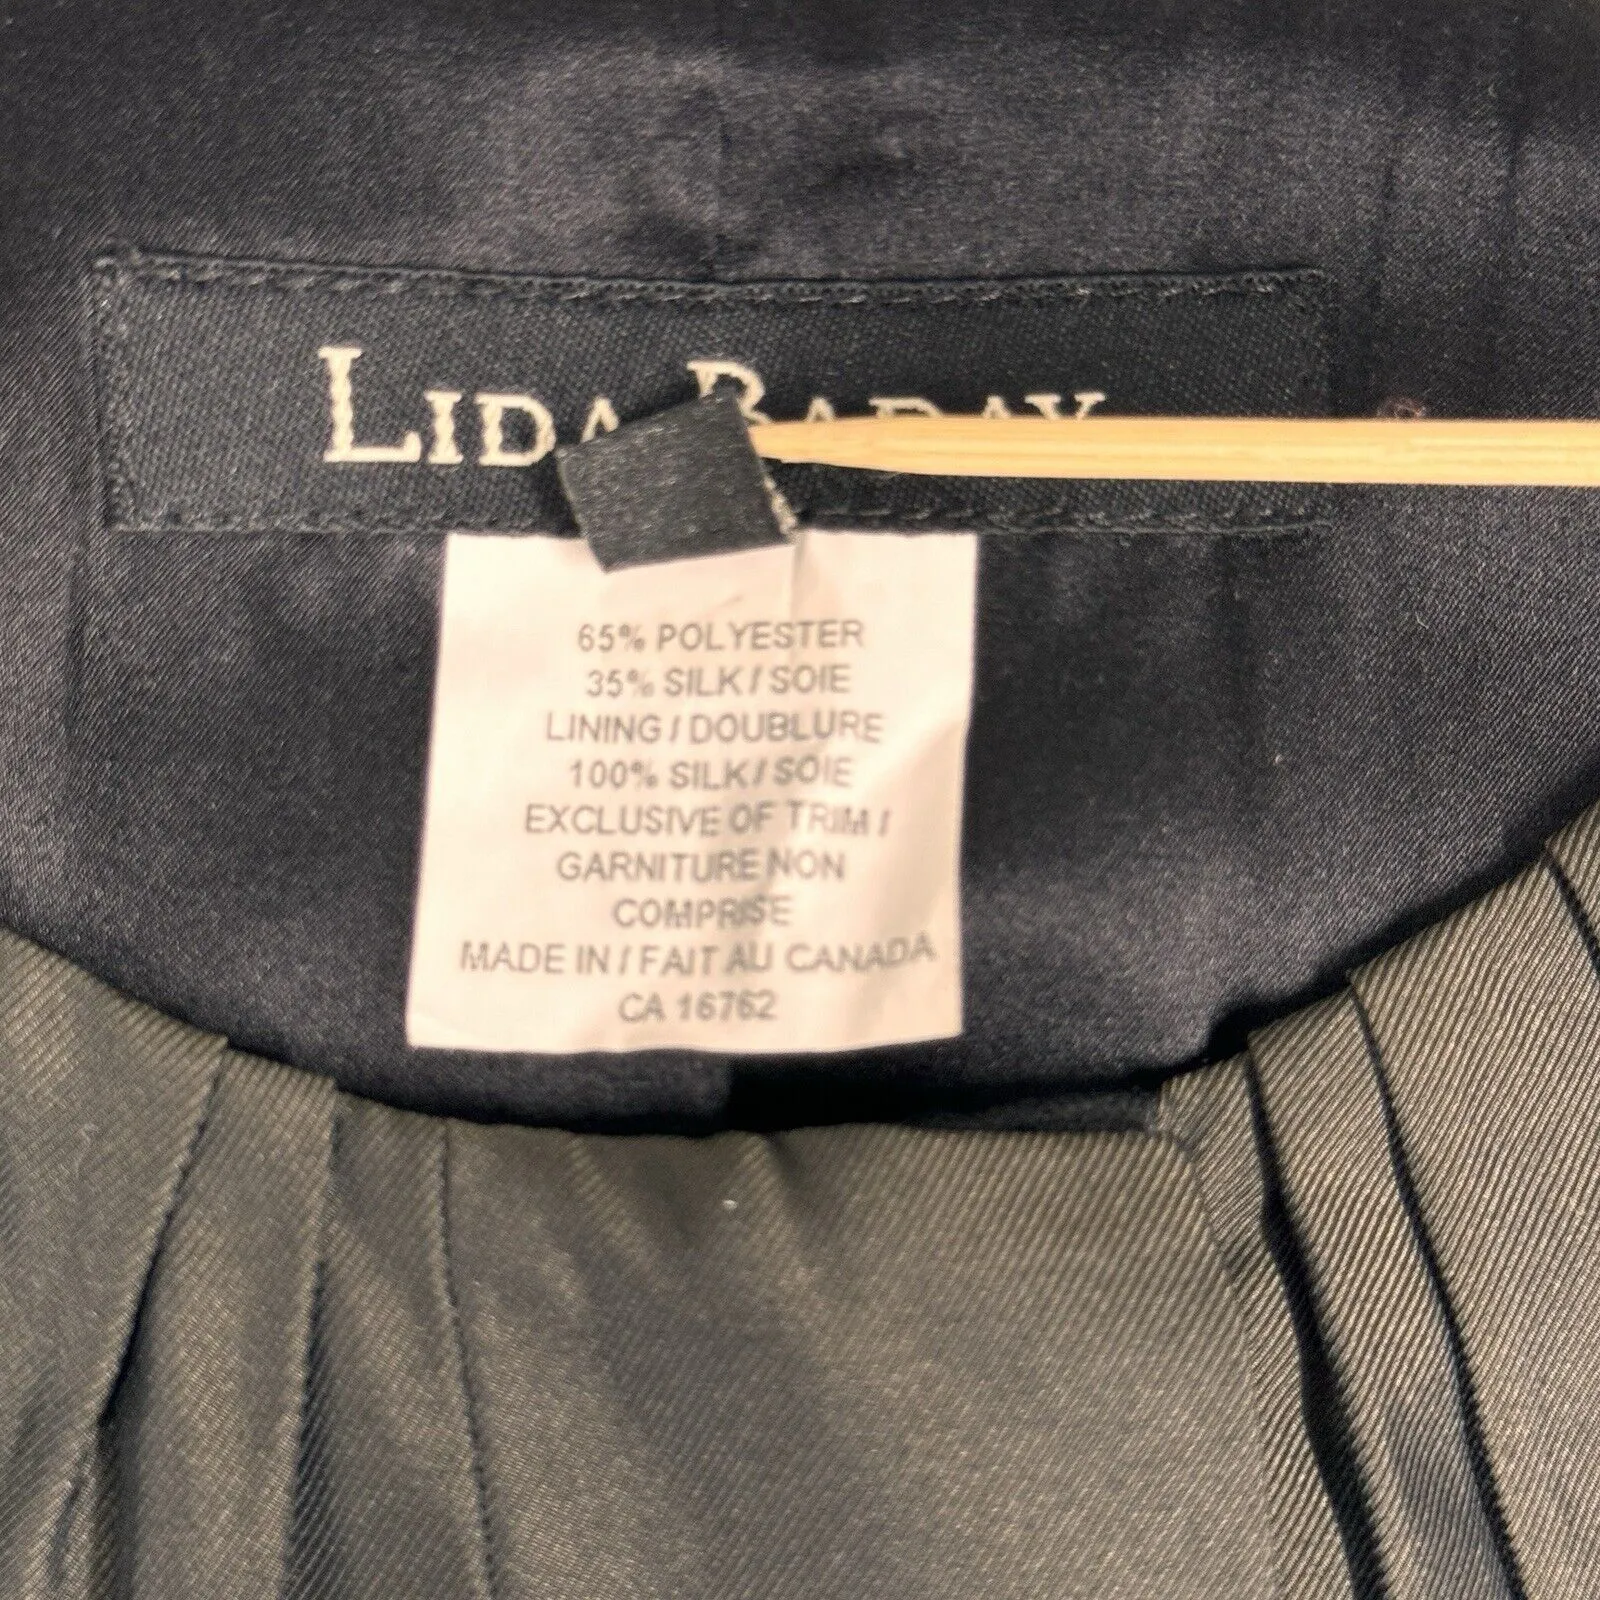 LIDA BADAY
65% POLYESTER
35% SILK / SOIE
LINING / DOUBLURE
100% SILK / SOIE
EXCLUSIVE OF TRIM /
GARNITURE NON
COMPRISE
MADE IN / FAIT AU CANADA
CA 16762